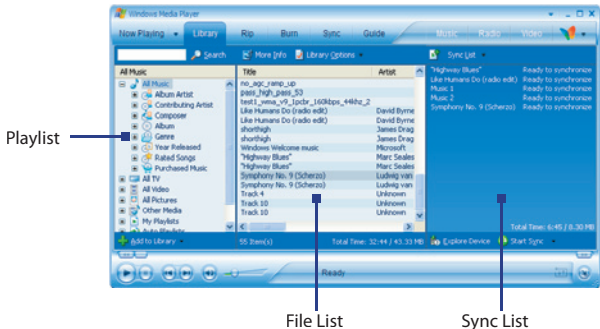 Windows Media Player
Now Playing Library Rip Burn Sync Guide Music Radio Video
Search More Info Library Options Sync List
All Music
All Music
Album Artist
Contributing Artist
Composer
Album
Genre
Year Released
Rated Songs
Purchased Music
All TV
All Video
All Pictures
Other Media
My Playlists
Auto Playlists
Title Artist
no_agc_ramp_up
pass_high_pass_53
test1_wma_v9_1pcbr_160kbps_44khz_2
Like Humans Do (radio edit) David Byrne
Like Humans Do (radio edit) David Byrne
shorthigh James Drag
shorthigh James Drag
Windows Welcome music Microsoft
"Highway Blues" Marc Seales
"Highway Blues" Marc Seales
Symphony No. 9 (Scherzo) Ludwig van
Symphony No. 9 (Scherzo) Ludwig van
Track 4 Unknown
Track 10 Unknown
Track 10 Unknown
"Highway Blues" Ready to synchronize
Like Humans Do (radio edit) Ready to synchronize
Music 1 Ready to synchronize
Music 2 Ready to synchronize
Symphony No. 9 (Scherzo) Ready to synchronize
Total Time: 6:45 / 8.30 MB
Add to Library 55 Item(s) Total Time: 32:44 / 43.33 MB Explore Device Start Sync
Ready
Playlist
File List
Sync List